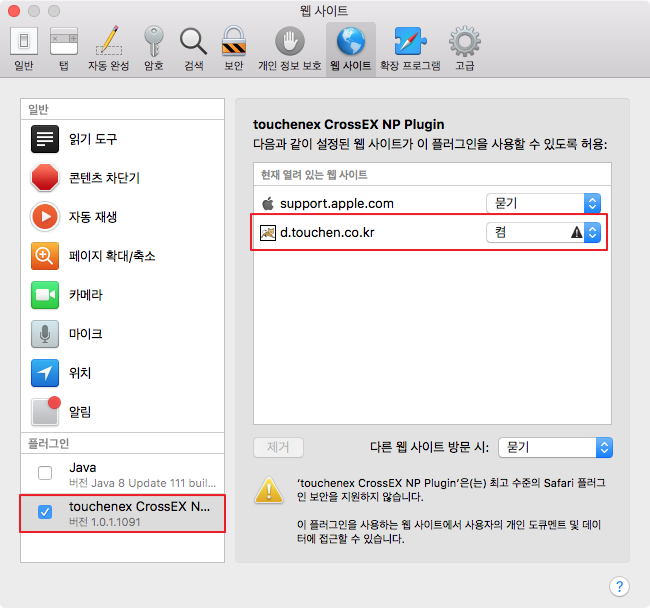 웹 사이트
일반
탭
자동 완성
암호
검색
보안
개인 정보 보호
웹 사이트
확장 프로그램
고급
일반
읽기 도구
콘텐츠 차단기
자동 재생
페이지 확대/축소
카메라
마이크
위치
알림
플러그인
Java
버전 Java 8 Update 111 buil...
touchenex CrossEX N...
버전 1.0.1.1091
touchenex CrossEX NP Plugin
다음과 같이 설정된 웹 사이트가 이 플러그인을 사용할 수 있도록 허용:
현재 열려 있는 웹 사이트
support.apple.com
묻기
d.touchen.co.kr
켬
제거
다른 웹 사이트 방문 시:
묻기
‘touchenex CrossEX NP Plugin’은(는) 최고 수준의 Safari 플러그
인 보안을 지원하지 않습니다.
이 플러그인을 사용하는 웹 사이트에서 사용자의 개인 도큐먼트 및 데이
터에 접근할 수 있습니다.
?